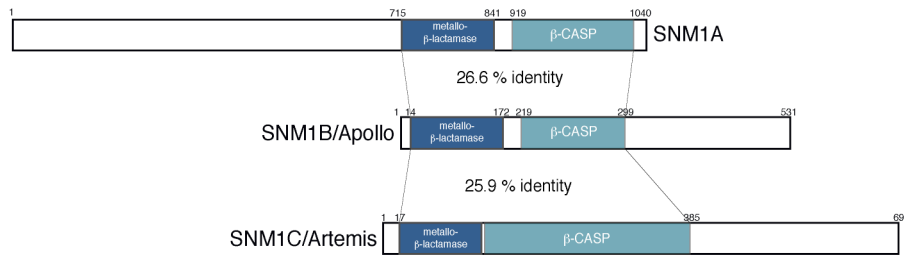 1 715 841 919 1040
metallo-
β-lactamase
β-CASP
SNM1A
26.6 % identity
1 14 172 219 299 531
SNM1B/Apollo
metallo-
β-lactamase
β-CASP
25.9 % identity
1 17 385 69
SNM1C/Artemis
metallo-
β-lactamase
β-CASP